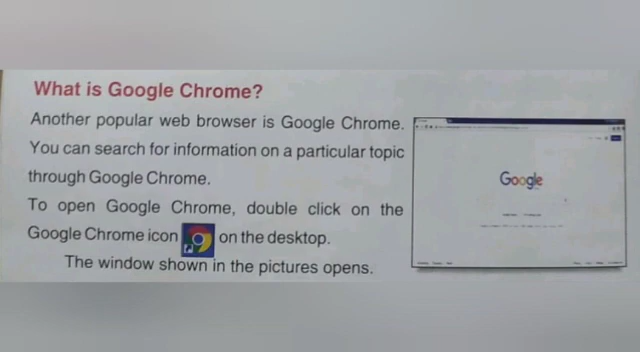 What is Google Chrome?
Another popular web browser is Google Chrome.
You can search for information on a particular topic
through Google Chrome.
To open Google Chrome, double click on the
Google Chrome icon on the desktop.
The window shown in the pictures opens.
Google